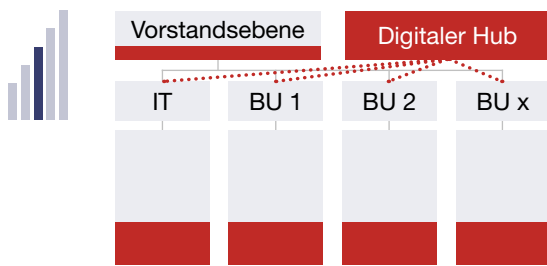 Vorstandsebene
Digitaler Hub
IT
BU 1
BU 2
BU x